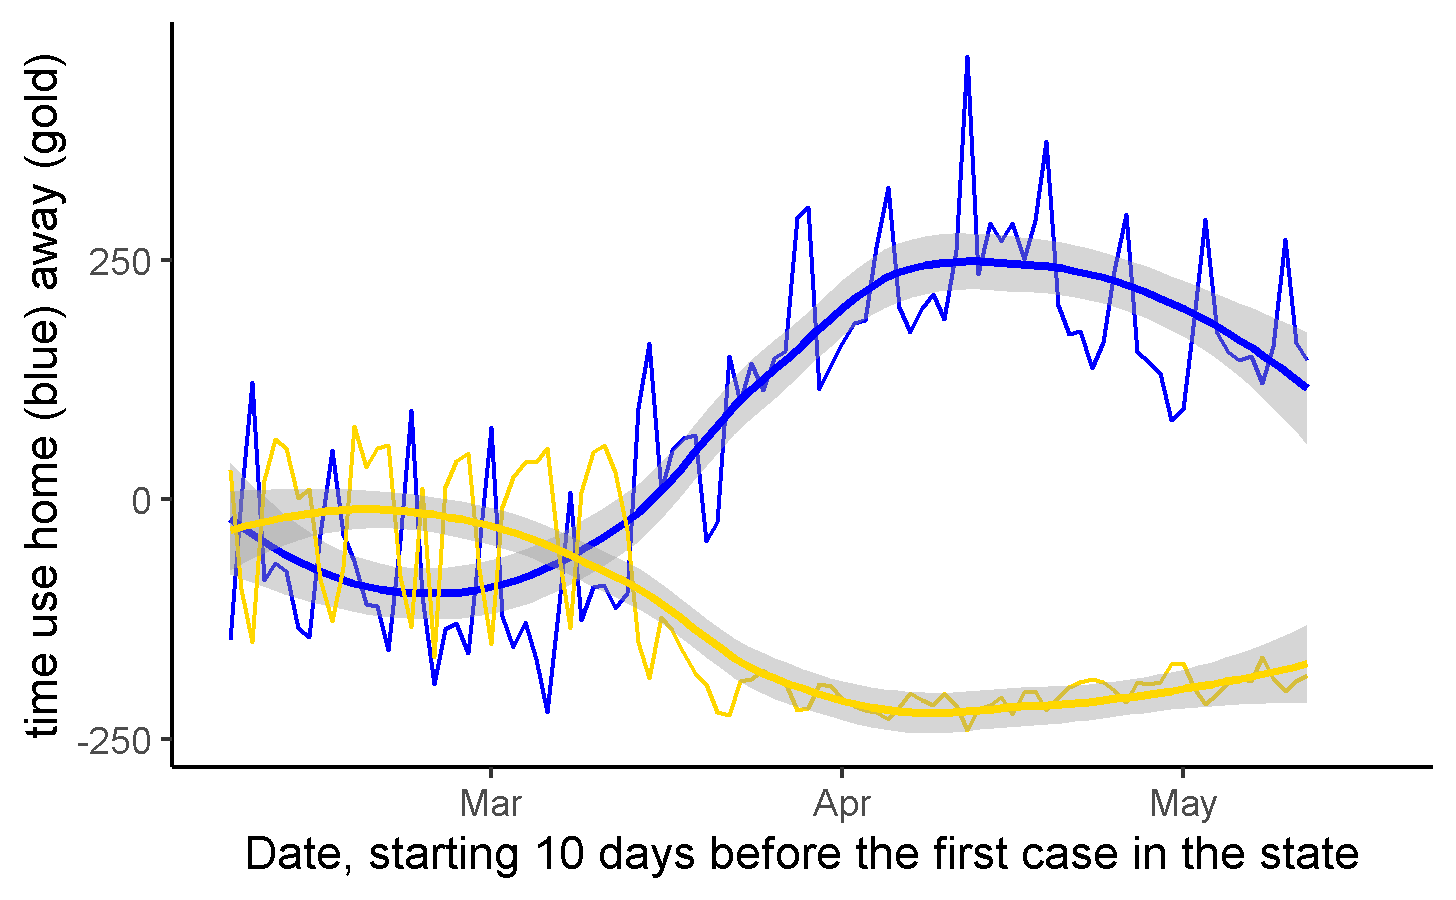 time use home (blue) away (gold)
250
0
-250
Mar
Apr
May
Date, starting 10 days before the first case in the state